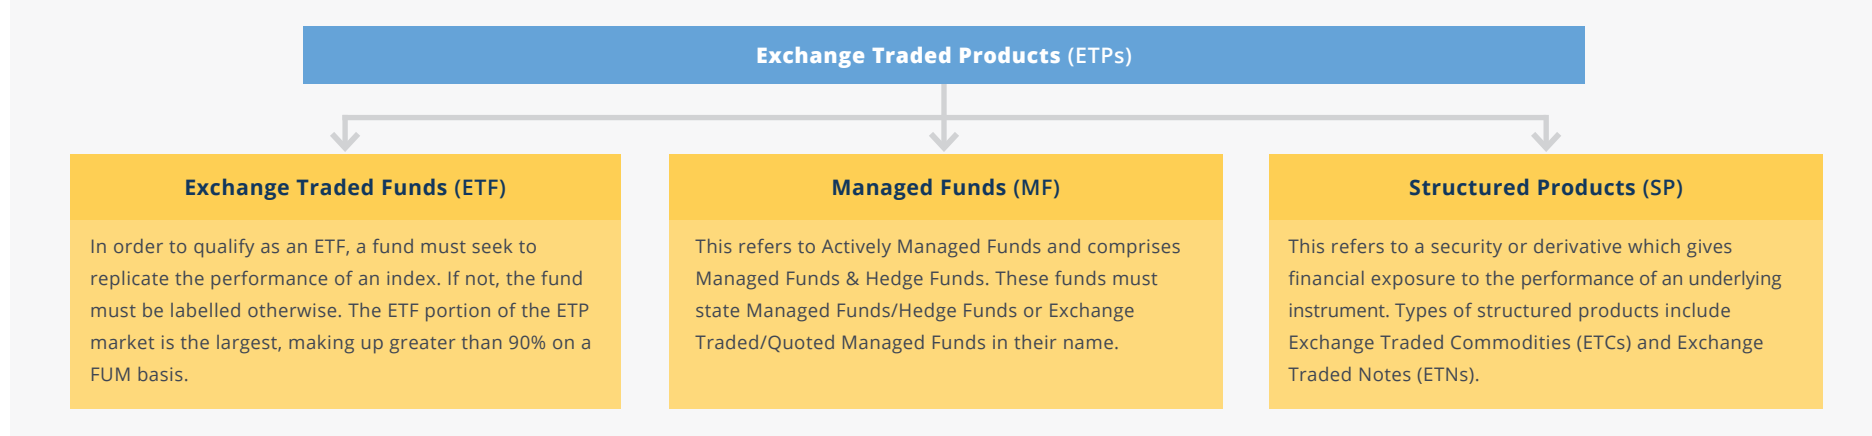 Exchange Traded Products (ETPs)
Exchange Traded Funds (ETF)
In order to qualify as an ETF, a fund must seek to
replicate the performance of an index. If not, the fund
must be labelled otherwise. The ETF portion of the ETP
market is the largest, making up greater than 90% on a
FUM basis.
Managed Funds (MF)
This refers to Actively Managed Funds and comprises
Managed Funds & Hedge Funds. These funds must
state Managed Funds/Hedge Funds or Exchange
Traded/Quoted Managed Funds in their name.
Structured Products (SP)
This refers to a security or derivative which gives
financial exposure to the performance of an underlying
instrument. Types of structured products include
Exchange Traded Commodities (ETCs) and Exchange
Traded Notes (ETNs).